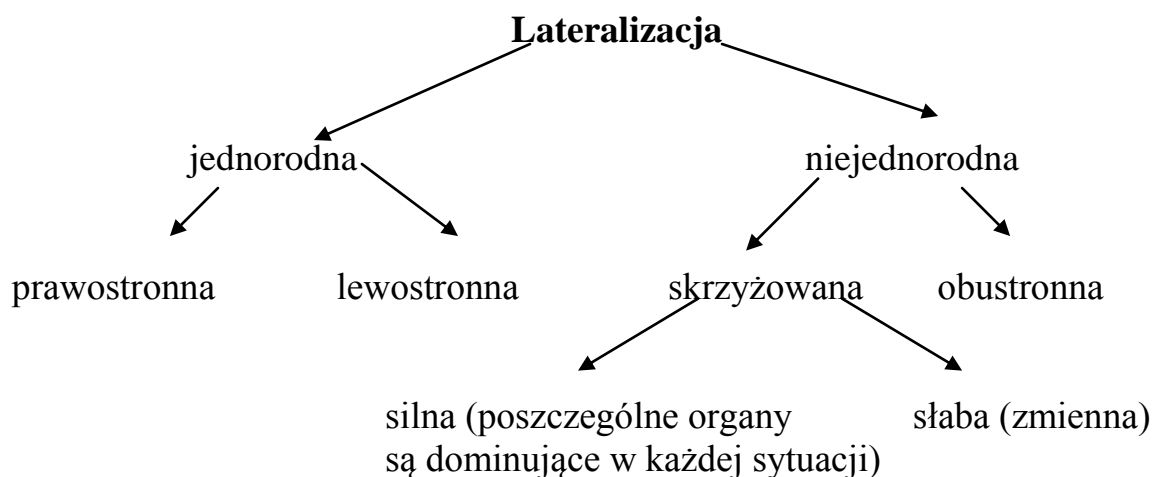 Lateralizacja
jednorodna niejednorodna
prawostronna lewostronna skrzyżowana obustronna
silna (poszczególne organy słaba (zmienna)
są dominujące w każdej sytuacji)